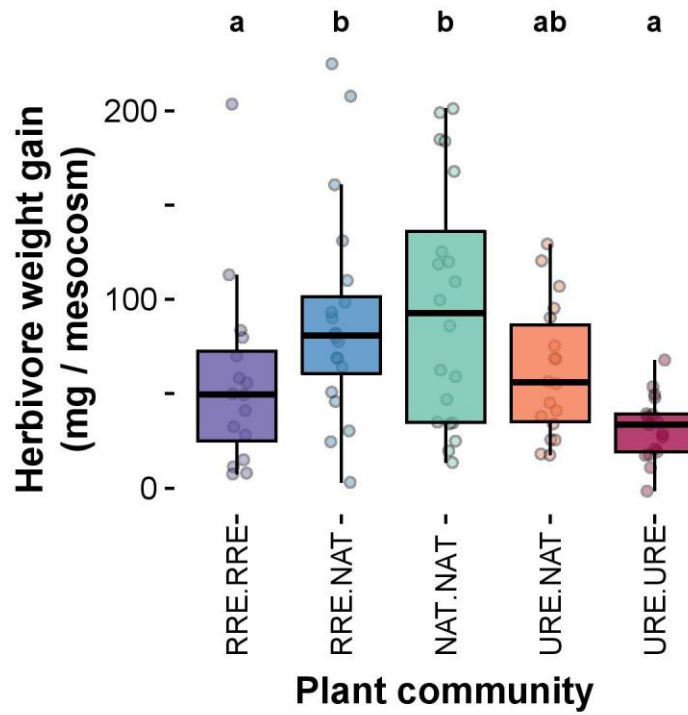 a b b ab a
Herbivore weight gain
(mg / mesocosm)
200
100
0
RRE.RRE
RRE.NAT
NAT.NAT
URE.NAT
URE.URE
Plant community